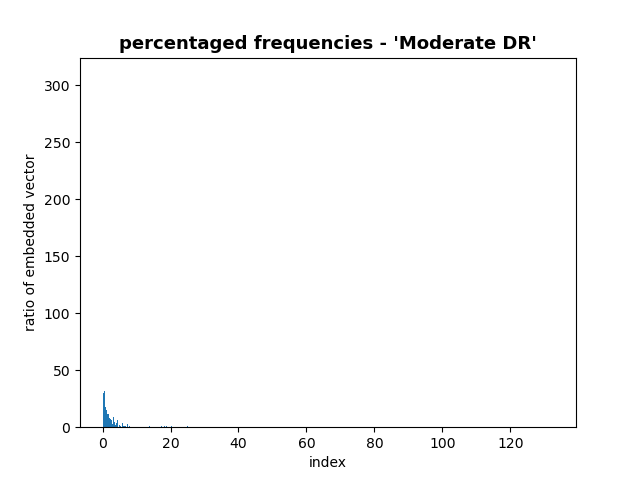 percentaged frequencies - 'Moderate DR'
ratio of embedded vector
300
250
200
150
100
50
0
0 20 40 60 80 100 120
index